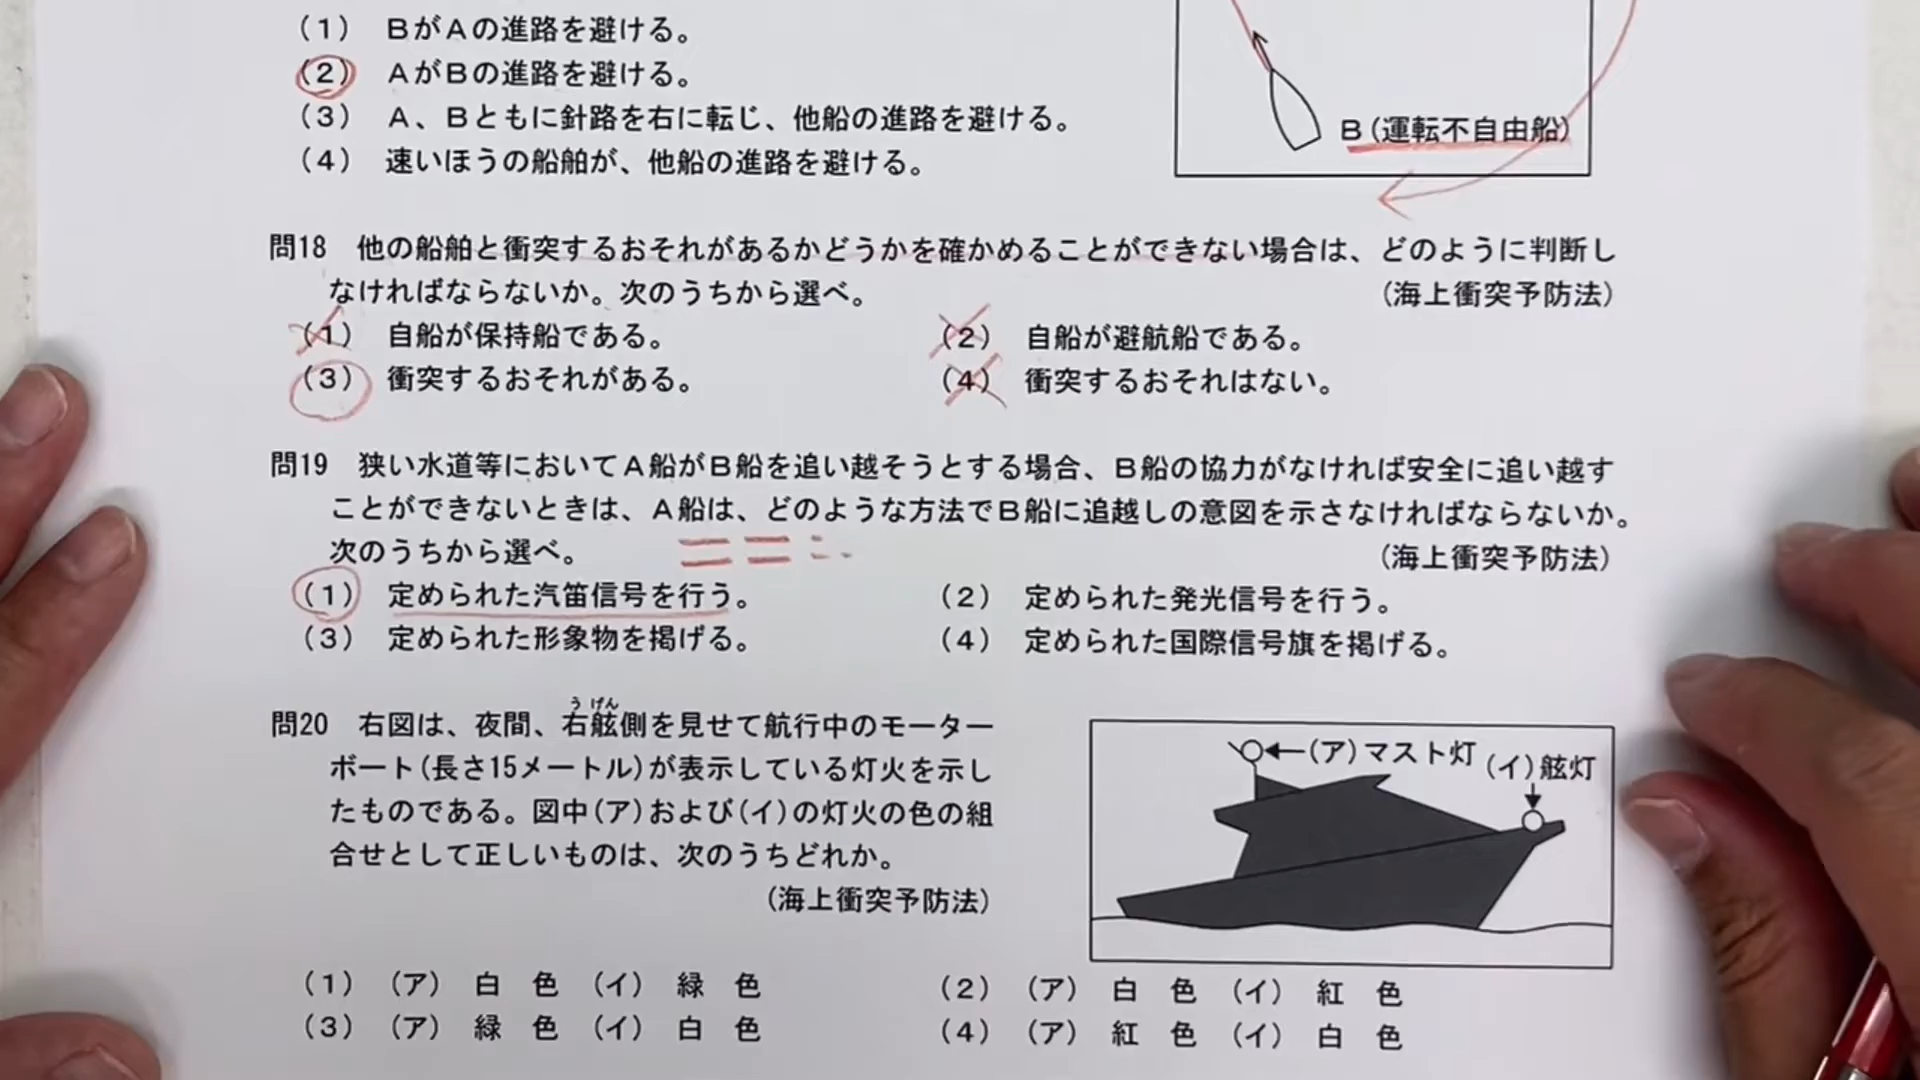 (1) BがAの進路を避ける。
(2) AがBの進路を避ける。
(3) A、Bともに針路を右に転じ、他船の進路を避ける。
(4) 速いほうの船舶が、他船の進路を避ける。
B(運転不自由船)
問18 他の船舶と衝突するおそれがあるかどうかを確かめることができない場合は、どのように判断し
なければならないか。次のうちから選べ。 (海上衝突予防法)
(1) 自船が保持船である。 (2) 自船が避航船である。
(3) 衝突するおそれがある。 (4) 衝突するおそれはない。
問19 狭い水道等においてA船がB船を追い越そうとする場合、B船の協力がなければ安全に追い越す
ことができないときは、A船は、どのような方法でB船に追越しの意図を示さなければならないか。
次のうちから選べ。 (海上衝突予防法)
(1) 定められた汽笛信号を行う。 (2) 定められた発光信号を行う。
(3) 定められた形象物を掲げる。 (4) 定められた国際信号旗を掲げる。
う げん
問20 右図は、夜間、右舷側を見せて航行中のモーター
ボート(長さ15メートル)が表示している灯火を示し
たものである。図中(ア)および(イ)の灯火の色の組
合せとして正しいものは、次のうちどれか。
(海上衝突予防法)
(ア)マスト灯
(イ)舷灯
(1) (ア) 白 色 (イ) 緑 色 (2) (ア) 白 色 (イ) 紅 色
(3) (ア) 緑 色 (イ) 白 色 (4) (ア) 紅 色 (イ) 白 色